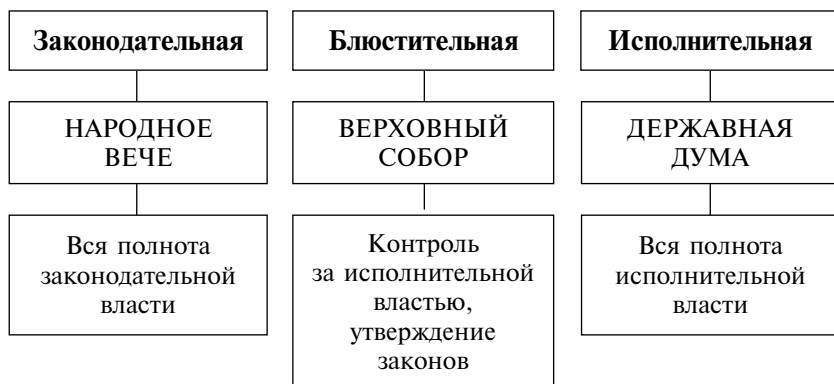 Законодательная
НАРОДНОЕ
ВЕЧЕ
Вся полнота
законодательной
власти
Блюстительная
ВЕРХОВНЫЙ
СОБОР
Контроль
за исполнительной
властью,
утверждение
законов
Исполнительная
ДЕРЖАВНАЯ
ДУМА
Вся полнота
исполнительной
власти